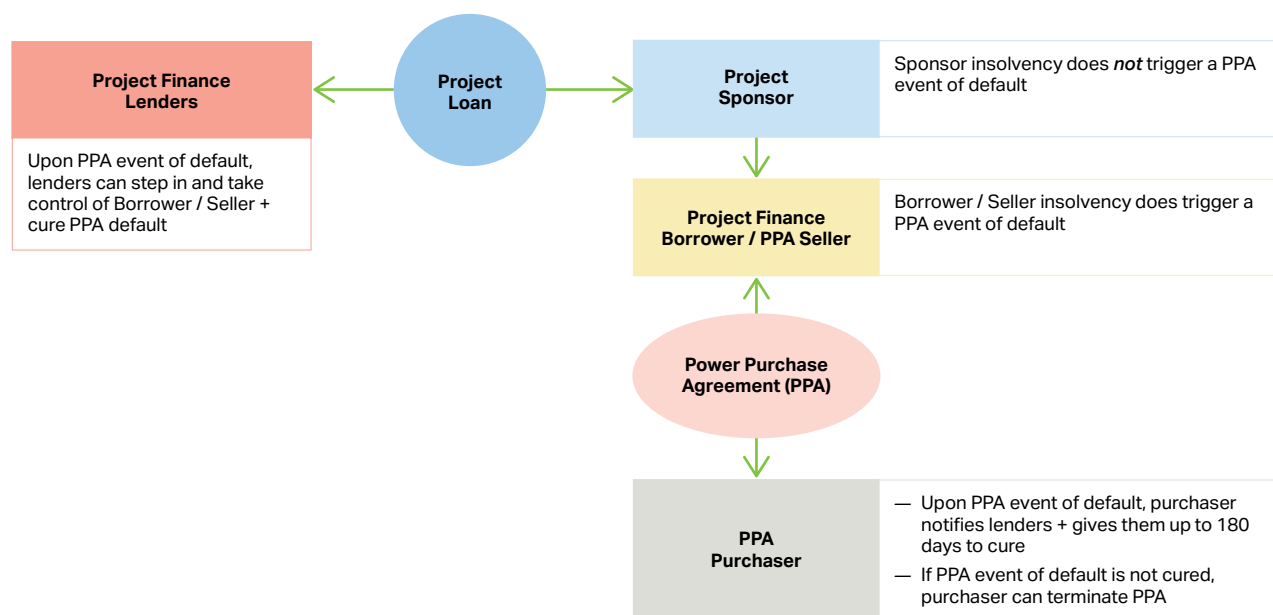 Project Finance
Lenders
Upon PPA event of default,
lenders can step in and take
control of Borrower / Seller +
cure PPA default
Project
Loan
Project
Sponsor
Sponsor insolvency does not trigger a PPA
event of default
Project Finance
Borrower / PPA Seller
Borrower / Seller insolvency does trigger a
PPA event of default
Power Purchase
Agreement (PPA)
PPA
Purchaser
— Upon PPA event of default, purchaser
notifies lenders + gives them up to 180
days to cure
— If PPA event of default is not cured,
purchaser can terminate PPA